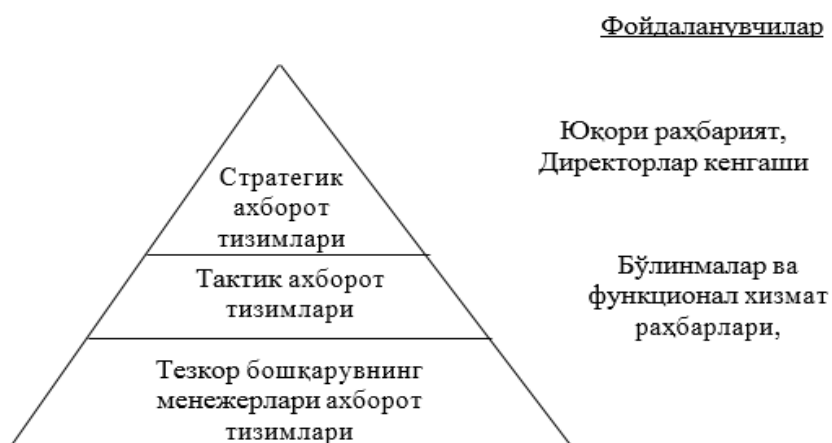 Фойдаланувчилар
Юқори раҳбарият,
Директорлар кенгаши
Стратегик
ахборот
тизимлари
Бўлинмалар ва
функционал хизмат
раҳбарлари,
Тактик ахборот
тизимлари
Тезкор бошқарувнинг
менежерлари ахборот
тизимлари